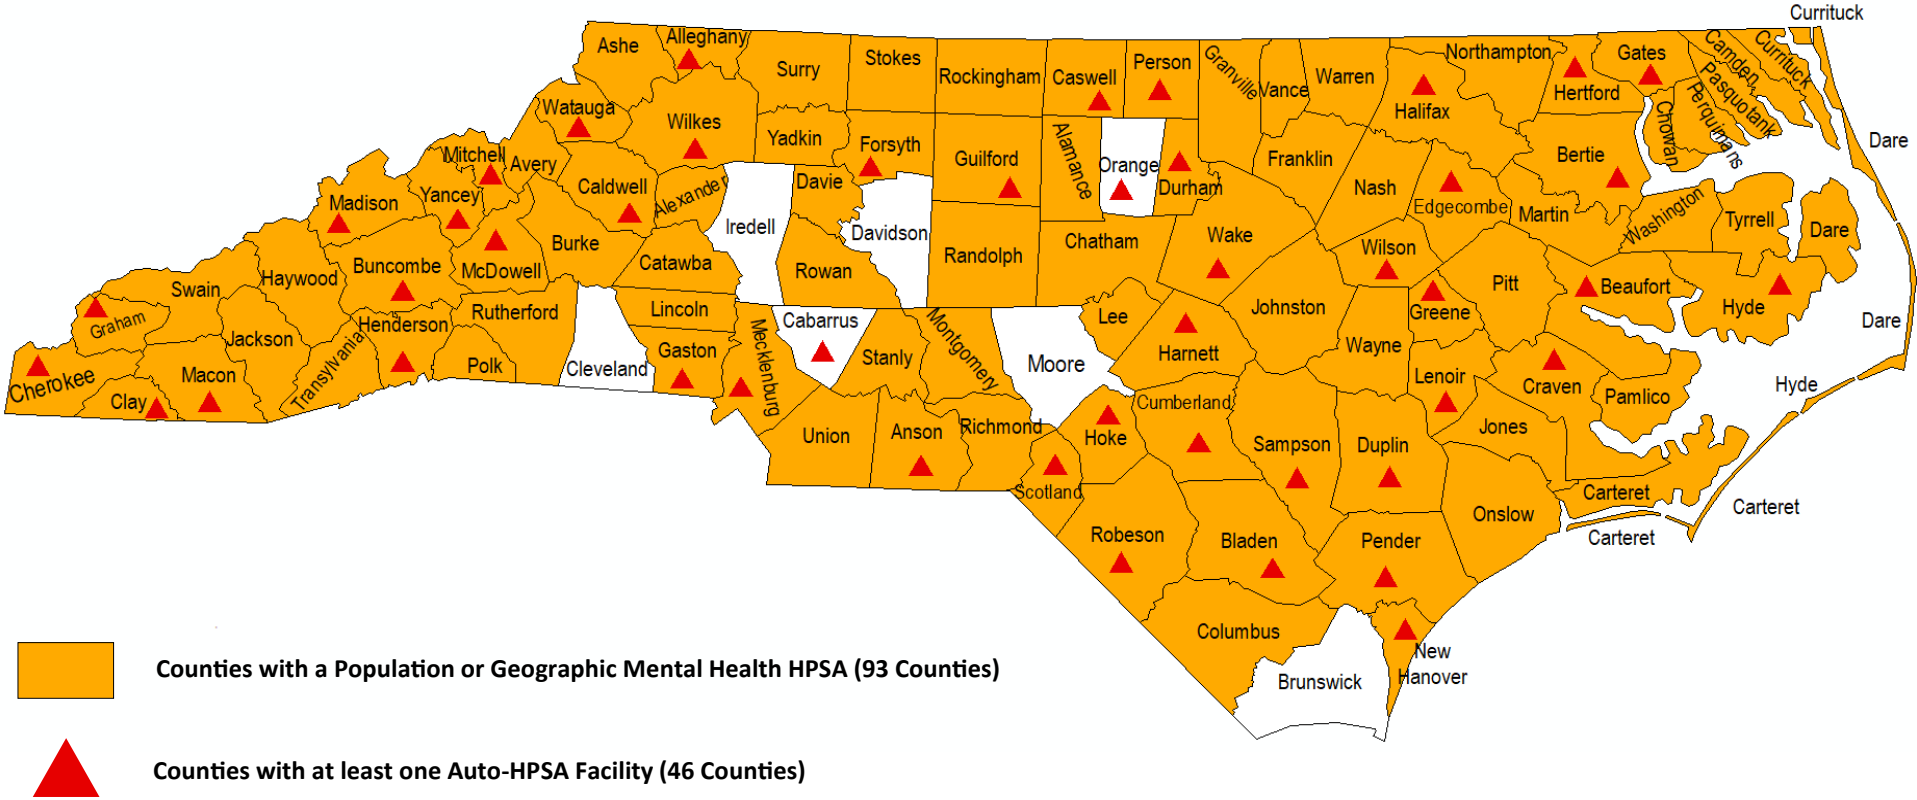 Currituck
Ashe
Alleghany
Surry
Stokes
Rockingham
Caswell
Person
Granville
Vance
Warren
Northampton
Halifax
Hertford
Gates
Camden
Currituck
Pasquotank
Perquimans
Chowan
Dare
Watauga
Wilkes
Yadkin
Forsyth
Guilford
Alamance
Orange
Durham
Franklin
Nash
Edgecombe
Bertie
Martin
Washington
Tyrrell
Dare
Mitchell
Avery
Yancey
Madison
Caldwell
Alexander
Davie
Iredell
Davidson
Rowan
Randolph
Chatham
Wake
Wilson
Pitt
Beaufort
Hyde
Dare
Swain
Haywood
Buncombe
McDowell
Burke
Catawba
Lincoln
Graham
Jackson
Henderson
Rutherford
Transylvania
Polk
Cleveland
Gaston
Mecklenburg
Cabarrus
Stanly
Montgomery
Moore
Lee
Harnett
Johnston
Wayne
Greene
Lenoir
Craven
Pamlico
Hyde
Cherokee
Clay
Macon
Union
Anson
Richmond
Hoke
Scotland
Cumberland
Sampson
Duplin
Jones
Onslow
Carteret
Carteret
Carteret
Robeson
Bladen
Pender
Columbus
Brunswick
New
Hanover
Counties with a Population or Geographic Mental Health HPSA (93 Counties)
Counties with at least one Auto-HPSA Facility (46 Counties)